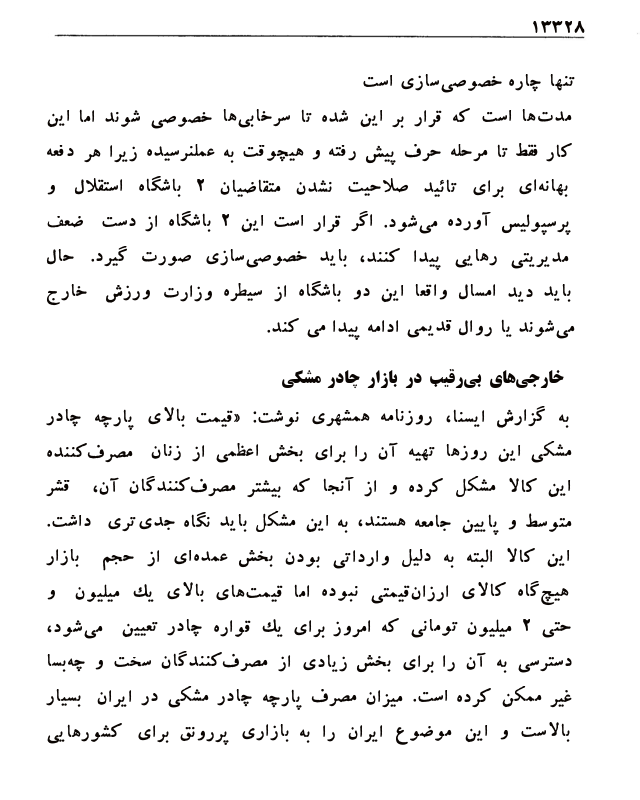 ۱۳۳۲۸
تنها چاره خصوصی‌سازی است
مدت‌ها است که قرار بر این شده تا سرخابی‌ها خصوصی شوند اما این
کار فقط تا مرحله حرف پیش رفته و هیچوقت به عملنرسیده زیرا هر دفعه
بهانه‌ای برای تائید صلاحیت نشدن متقاضیان ۲ باشگاه استقلال و
پرسپولیس آورده می‌شود. اگر قرار است این ۲ باشگاه از دست ضعف
مدیریتی رهایی پیدا کنند، باید خصوصی‌سازی صورت گیرد. حال
باید دید امسال واقعا این دو باشگاه از سیطره وزارت ورزش خارج
می‌شوند یا روال قدیمی ادامه پیدا می کند.
خارجی‌های بی‌رقیب در بازار چادر مشکی
به گزارش ایسنا، روزنامه همشهری نوشت: «قیمت بالای پارچه چادر
مشکی این روزها تهیه آن را برای بخش اعظمی از زنان مصرف‌کننده
این کالا مشکل کرده و از آنجا که بیشتر مصرف‌کنندگان آن، قشر
متوسط و پایین جامعه هستند، به این مشکل باید نگاه جدی‌تری داشت.
این کالا البته به دلیل وارداتی بودن بخش عمده‌ای از حجم بازار
هیچ‌گاه کالای ارزان‌قیمتی نبوده اما قیمت‌های بالای یك میلیون و
حتی ۲ میلیون تومانی که امروز برای یك قواره چادر تعیین می‌شود،
دسترسی به آن را برای بخش زیادی از مصرف‌کنندگان سخت و چه‌بسا
غیر ممکن کرده است. میزان مصرف پارچه چادر مشکی در ایران بسیار
بالاست و این موضوع ایران را به بازاری پررونق برای کشورهایی